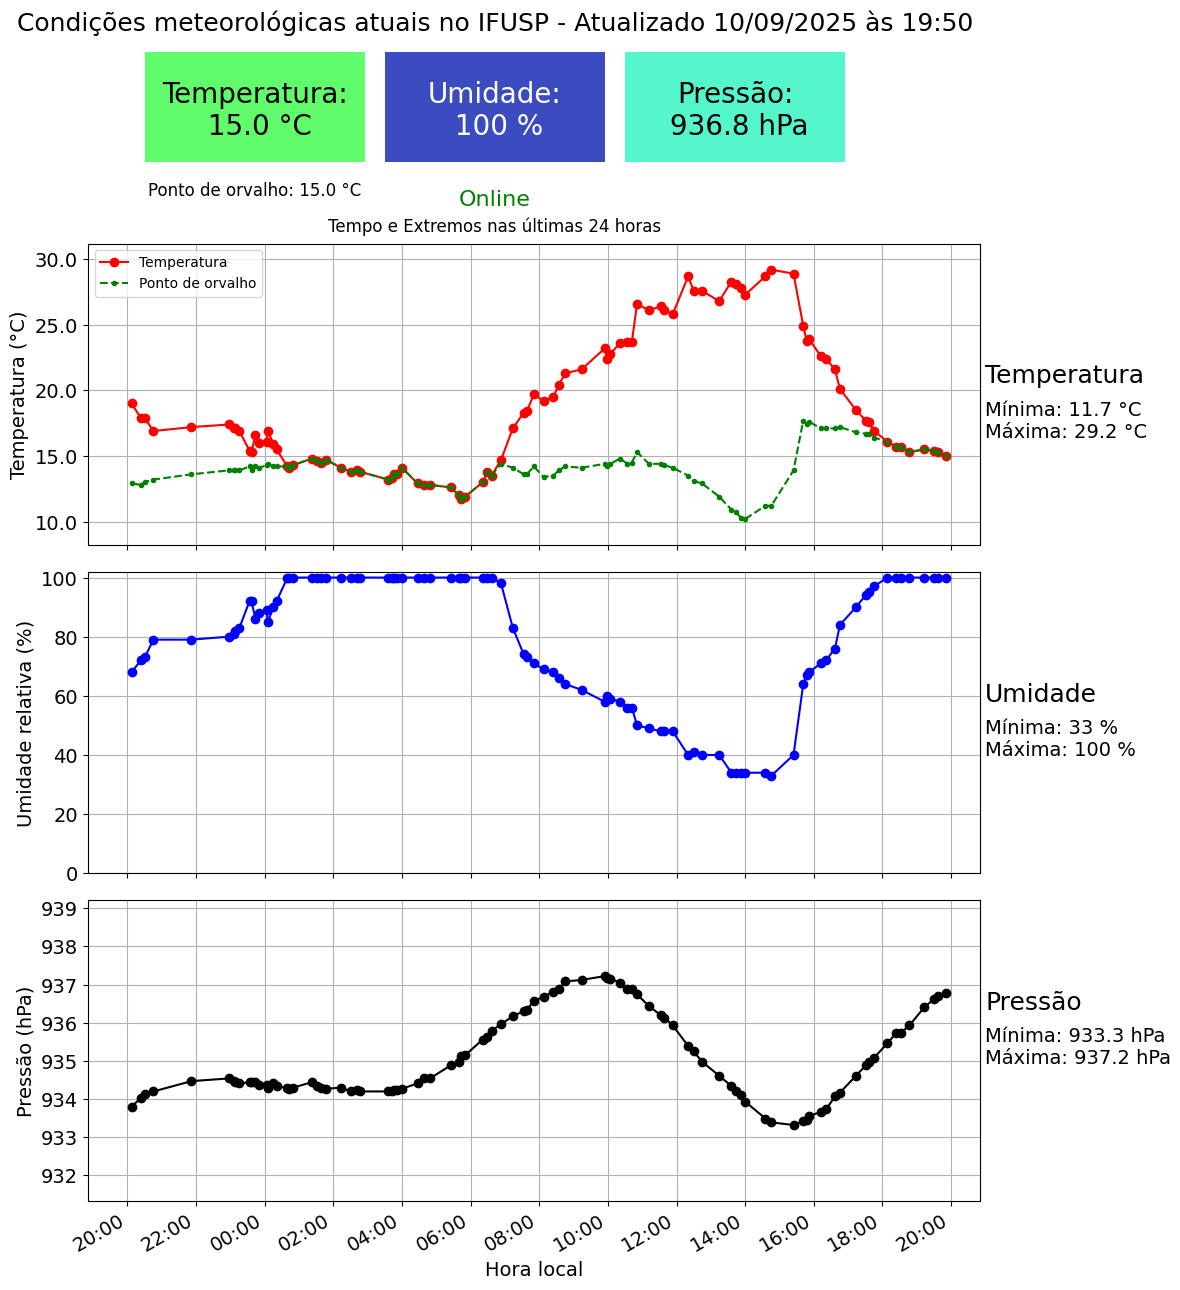 Condições meteorológicas atuais no IFUSP - Atualizado 10/09/2025 às 19:50
Temperatura:
15.0 °C
Umidade:
100 %
Pressão:
936.8 hPa
Ponto de orvalho: 15.0 °C
Online
Tempo e Extremos nas últimas 24 horas
Temperatura
Ponto de orvalho
Temperatura (°C)
30.0
25.0
20.0
15.0
10.0
Temperatura
Mínima: 11.7 °C
Máxima: 29.2 °C
Umidade relativa (%)
100
80
60
40
20
0
Umidade
Mínima: 33 %
Máxima: 100 %
Pressão (hPa)
939
938
937
936
935
934
933
932
Pressão
Mínima: 933.3 hPa
Máxima: 937.2 hPa
20:00 22:00 00:00 02:00 04:00 06:00 08:00 10:00 12:00 14:00 16:00 18:00 20:00
Hora local